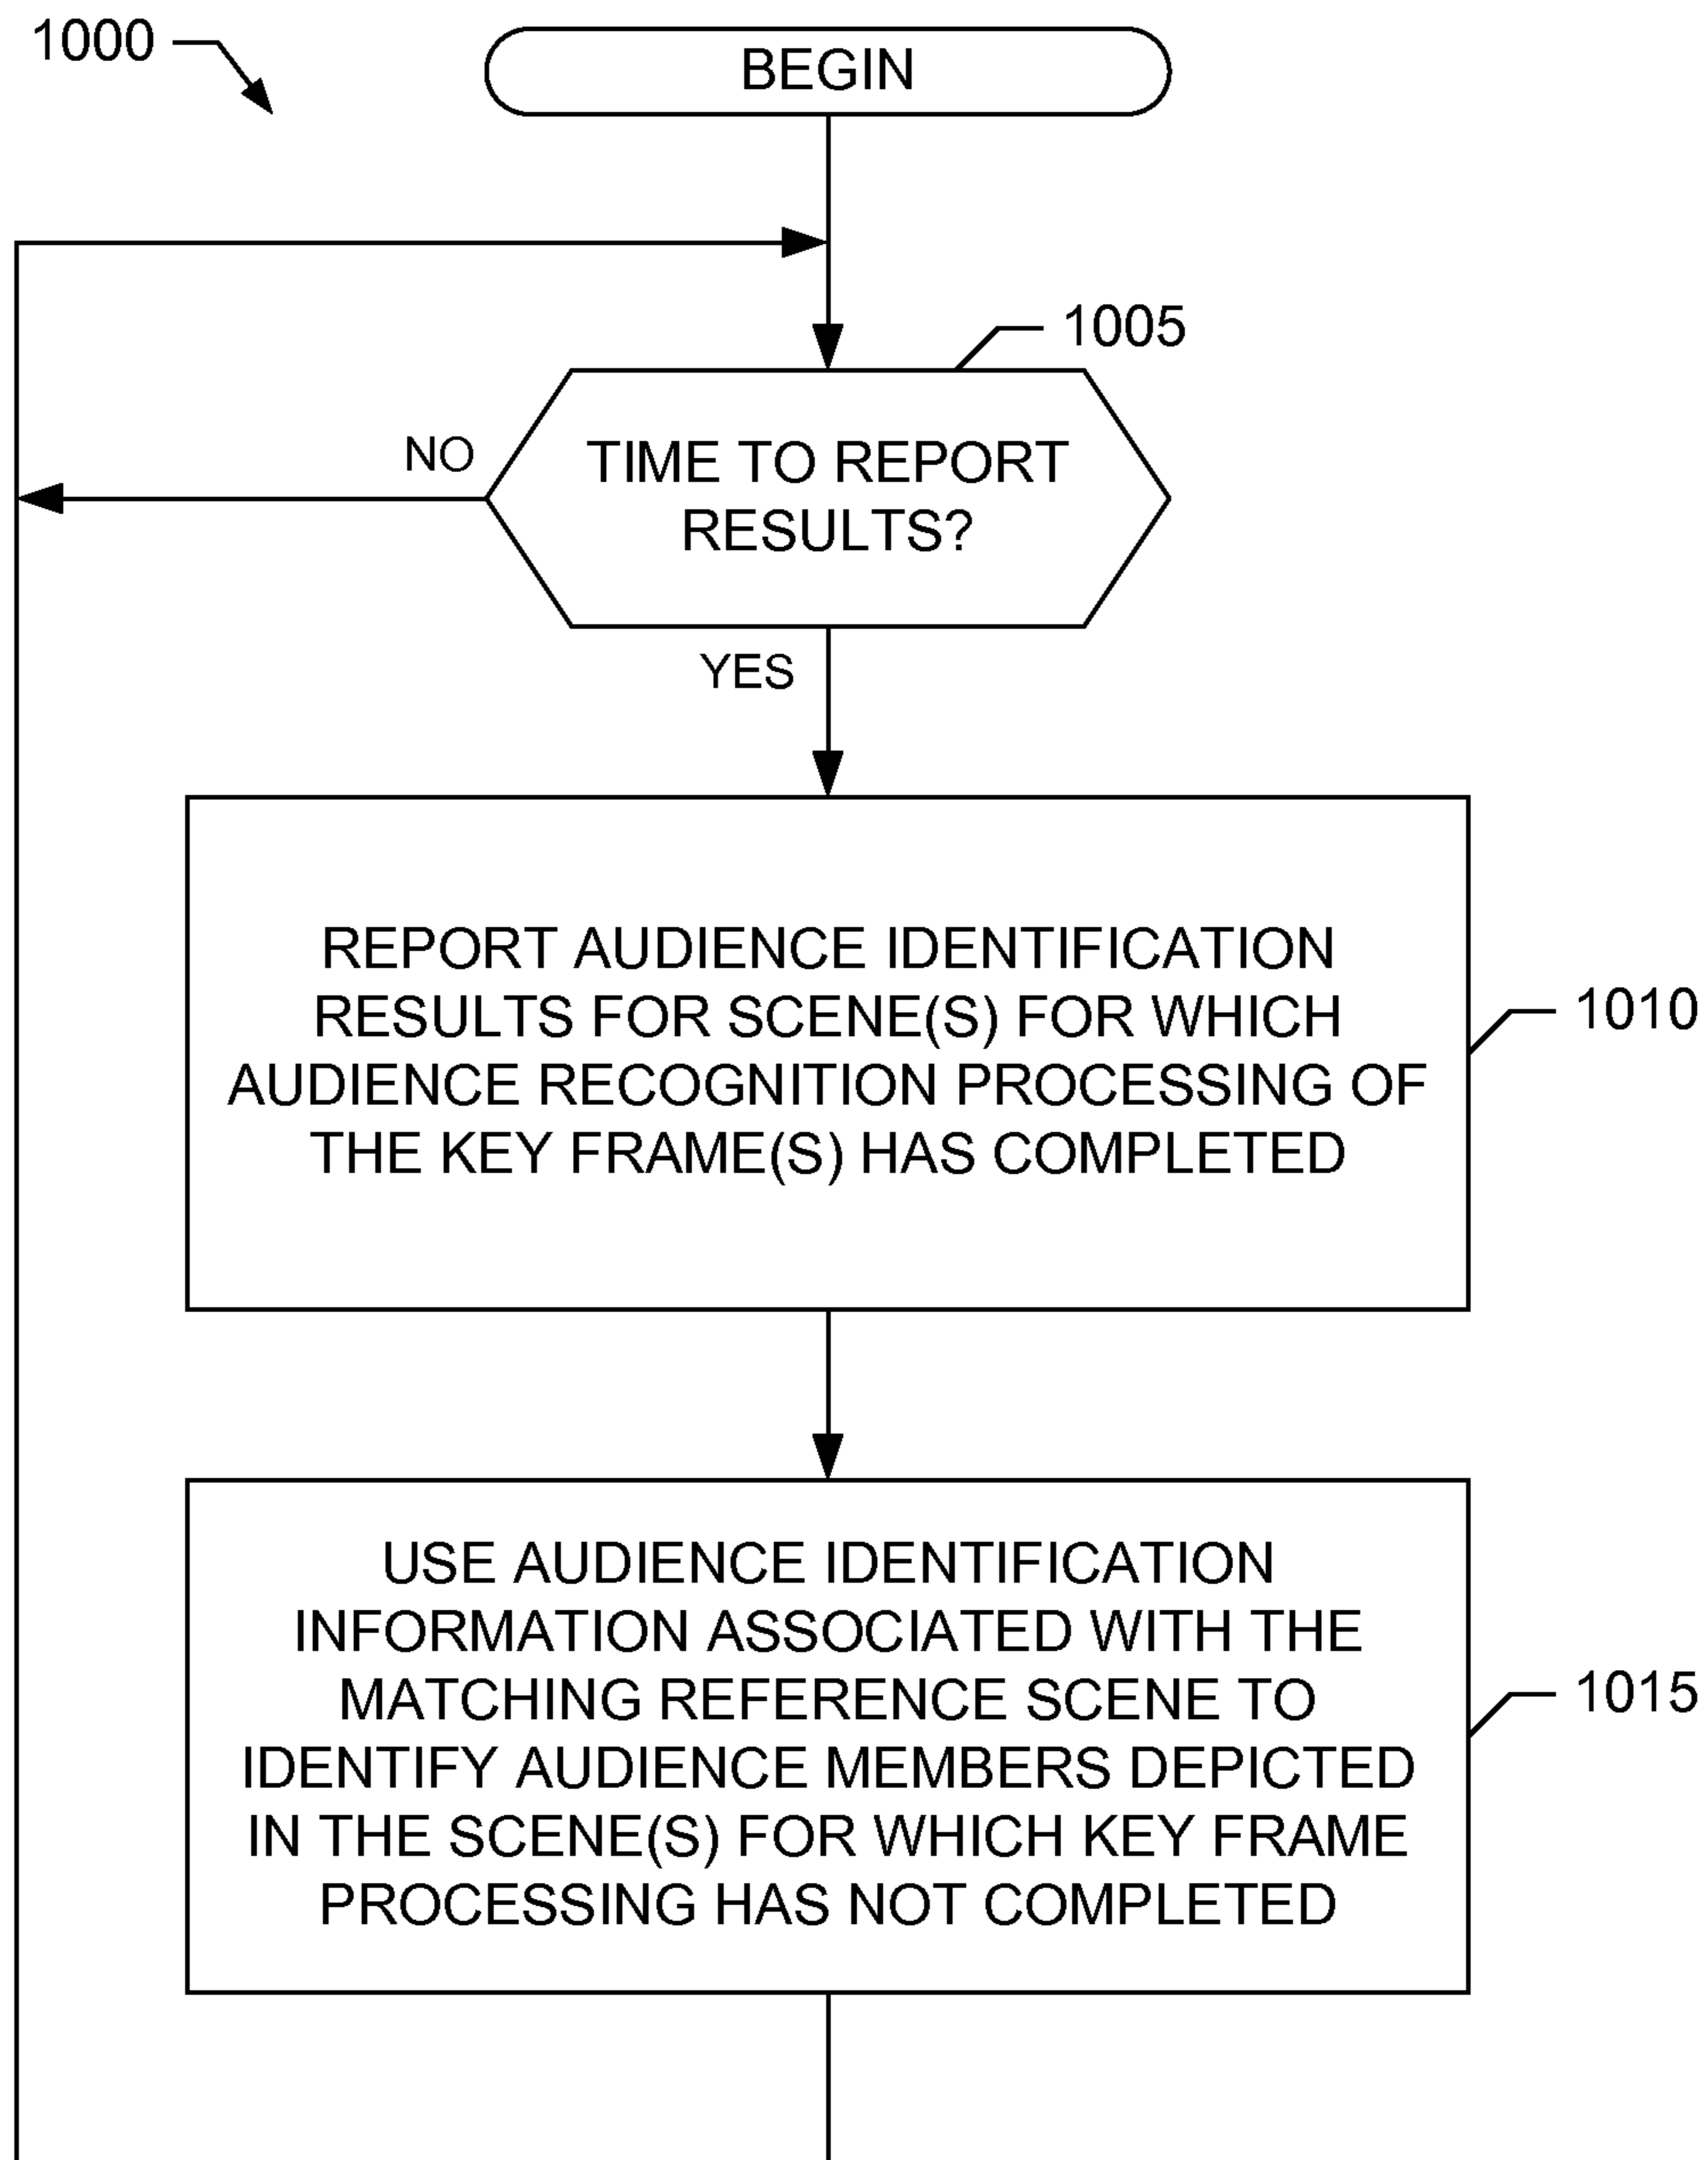 1000
BEGIN
1005
TIME TO REPORT
RESULTS?
NO
YES
REPORT AUDIENCE IDENTIFICATION
RESULTS FOR SCENE(S) FOR WHICH
AUDIENCE RECOGNITION PROCESSING OF
THE KEY FRAME(S) HAS COMPLETED
1010
USE AUDIENCE IDENTIFICATION
INFORMATION ASSOCIATED WITH THE
MATCHING REFERENCE SCENE TO
IDENTIFY AUDIENCE MEMBERS DEPICTED
IN THE SCENE(S) FOR WHICH KEY FRAME
PROCESSING HAS NOT COMPLETED
1015